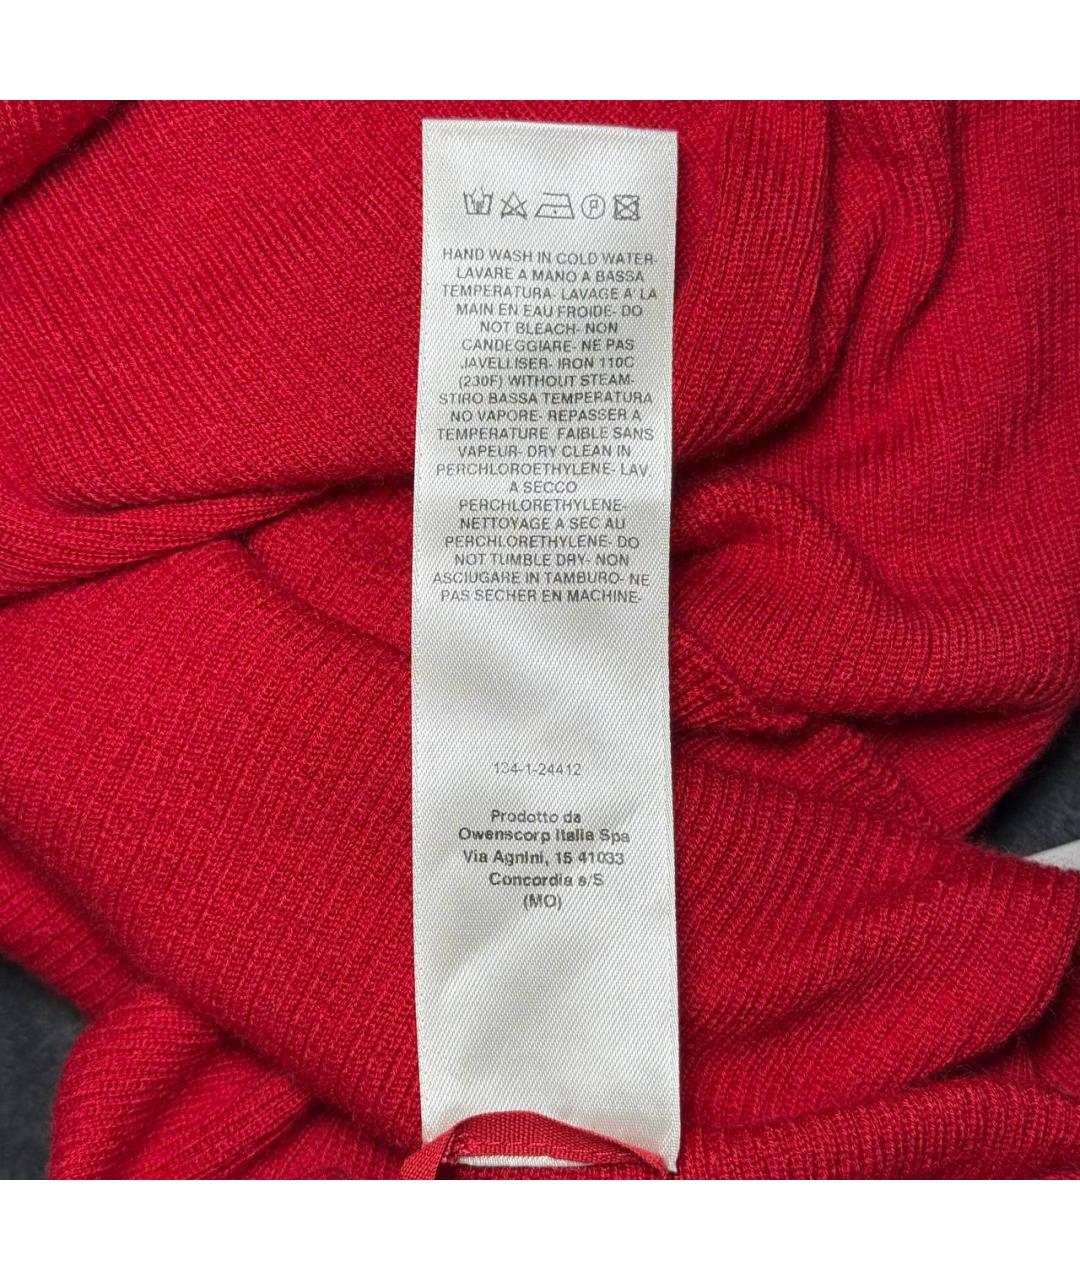 HAND WASH IN COLD WATER-
LAVARE A MANO A BASSA
TEMPERATURA- LAVAGE A' LA
MAIN EN EAU FROIDE- DO
NOT BLEACH- NON
CANDEGGIARE- NE PAS
JAVELLISER- IRON 110C
(230F) WITHOUT STEAM-
STIRO BASSA TEMPERATURA
NO VAPORE- REPASSER A
TEMPERATURE FAIBLE SANS
VAPEUR- DRY CLEAN IN
PERCHLOROETHYLENE- LAV.
A SECCO
PERCHLORETHYLENE-
NETTOYAGE A SEC AU
PERCHLORETHYLENE- DO
NOT TUMBLE DRY- NON
ASCIUGARE IN TAMBURO- NE
PAS SECHER EN MACHINE-
134-1-24412
Prodotto da
Owenscorp Italia Spa
Via Agnini, 15 41033
Concordia s/S
(MO)